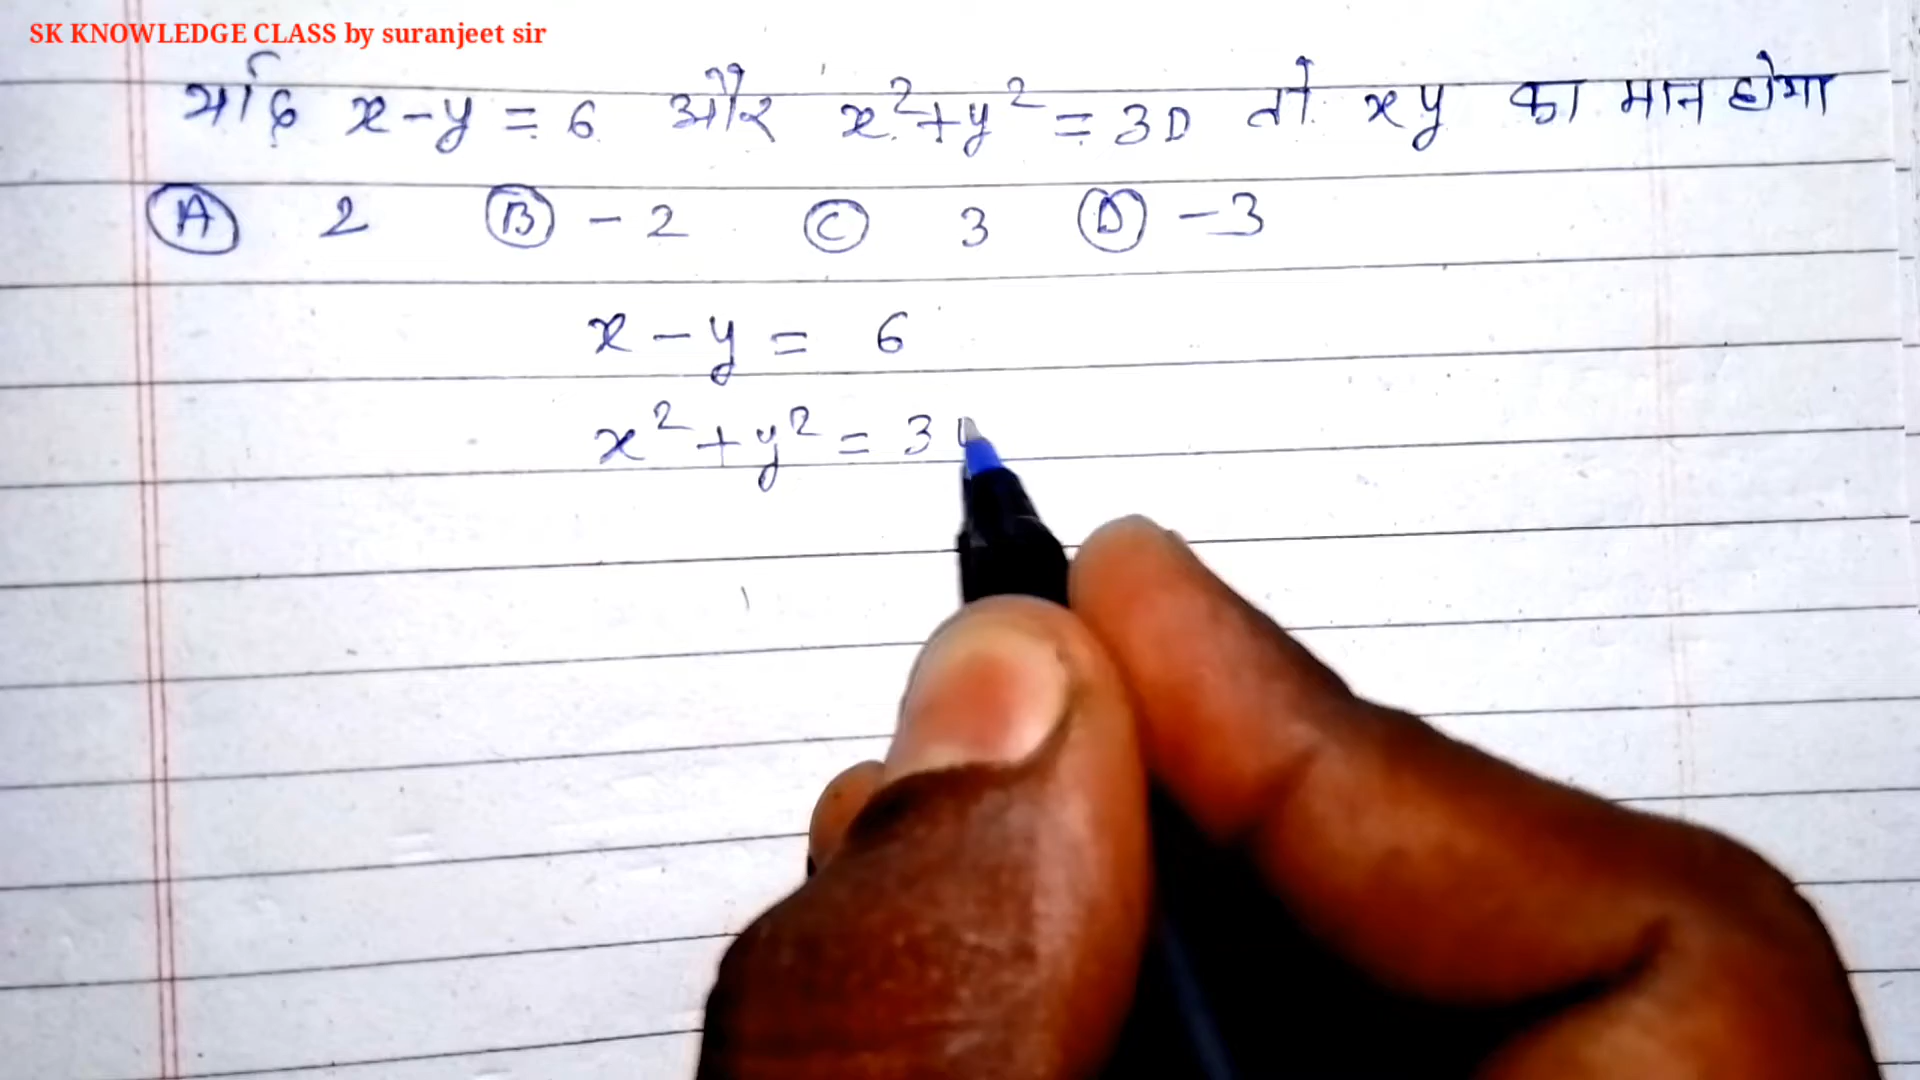 SK KNOWLEDGE CLASS by suranjeet sir
यदि x - y = 6 और x² + y² = 30 तो xy का मान होगा
Ⓐ 2 Ⓑ - 2 Ⓒ 3 Ⓓ - 3
x - y = 6
x² + y² = 3